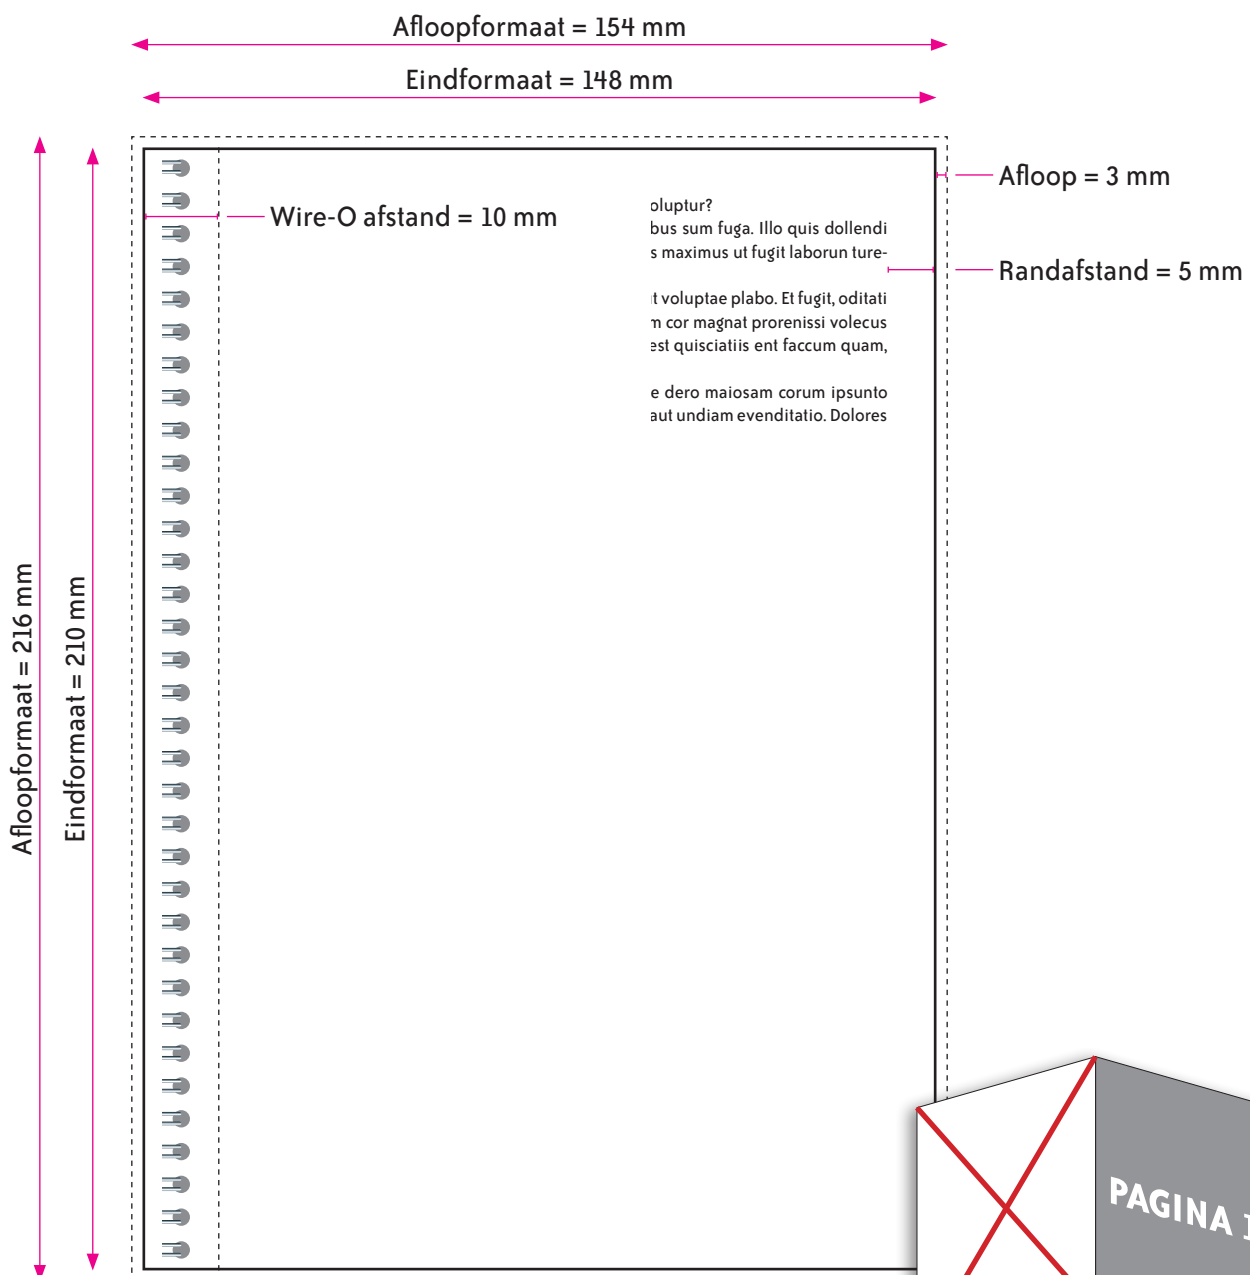 Afloopformaat = 154 mm
Eindformaat = 148 mm
Afloop = 3 mm
Wire-O afstand = 10 mm
oluptur?
bus sum fuga. Illo quis dollendi
s maximus ut fugit laborun ture-
Randafstand = 5 mm
t voluptae plabo. Et fugit, oditati
m cor magnat prorenissi volecus
est quisciatiis ent faccum quam,
e dero maiosam corum ipsunto
aut undiam evenditatio. Dolores
Afloopformaat = 216 mm
Eindformaat = 210 mm
PAGINA 1